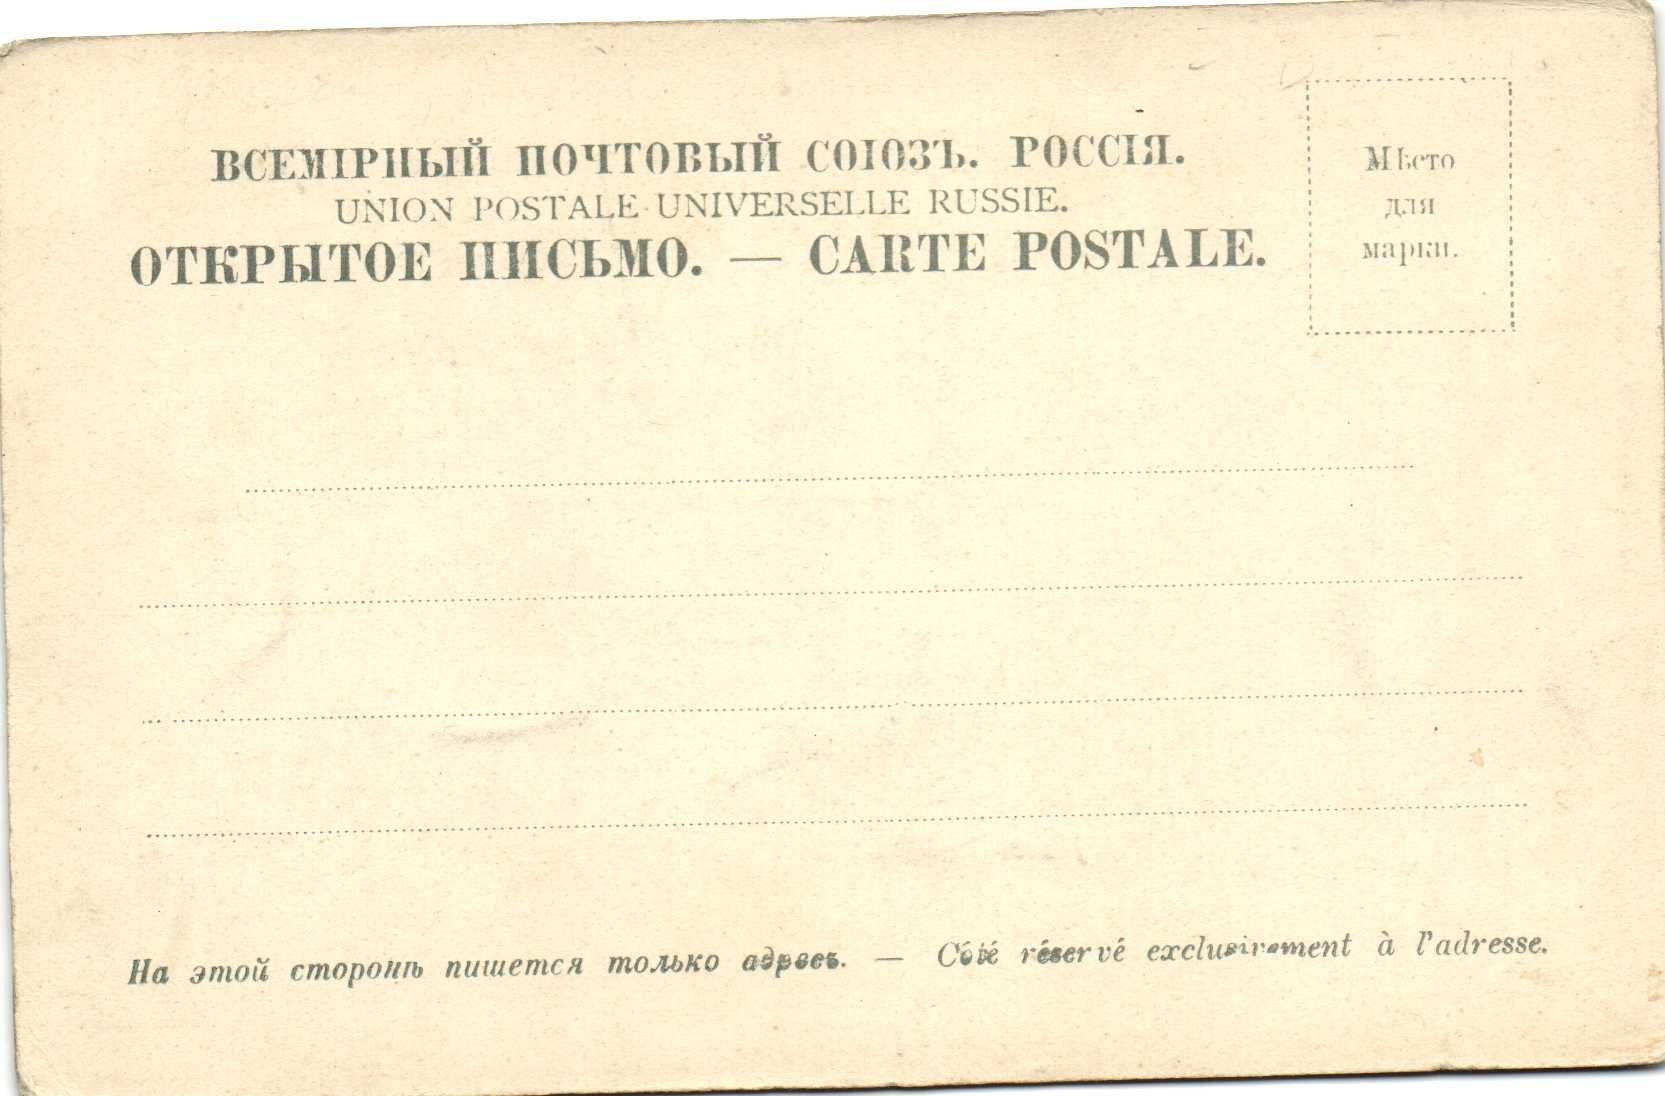 ВСЕМІРНЫЙ ПОЧТОВЫЙ СОЮЗЪ. РОССІЯ.
UNION POSTALE UNIVERSELLE RUSSIE.
ОТКРЫТОЕ ПИСЬМО. — CARTE POSTALE.
Мѣсто
для
марки.
На этой сторонѣ пишется только адресъ. — Côté réservé exclusivement à l'adresse.